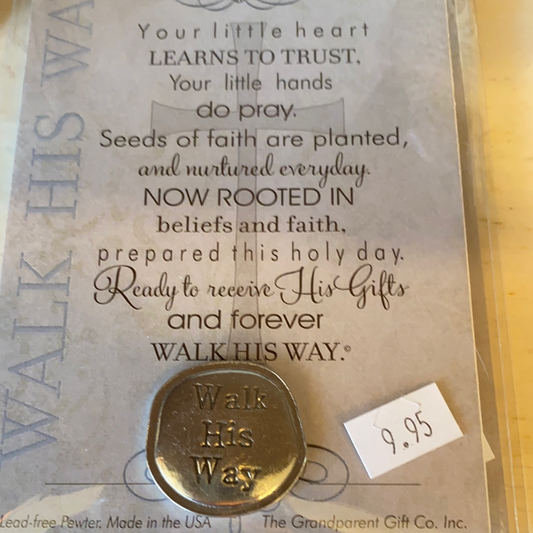 Your little heart
LEARNS TO TRUST,
Your little hands
do pray.
Seeds of faith are planted,
and nurtured everyday.
NOW ROOTED IN
beliefs and faith,
prepared this holy day.
Ready to receive His Gifts
and forever
WALK HIS WAY.©
WALK HIS WA
Walk
His
Way
9.95
Lead-free Pewter, Made in the USA
The Grandparent Gift Co. Inc.